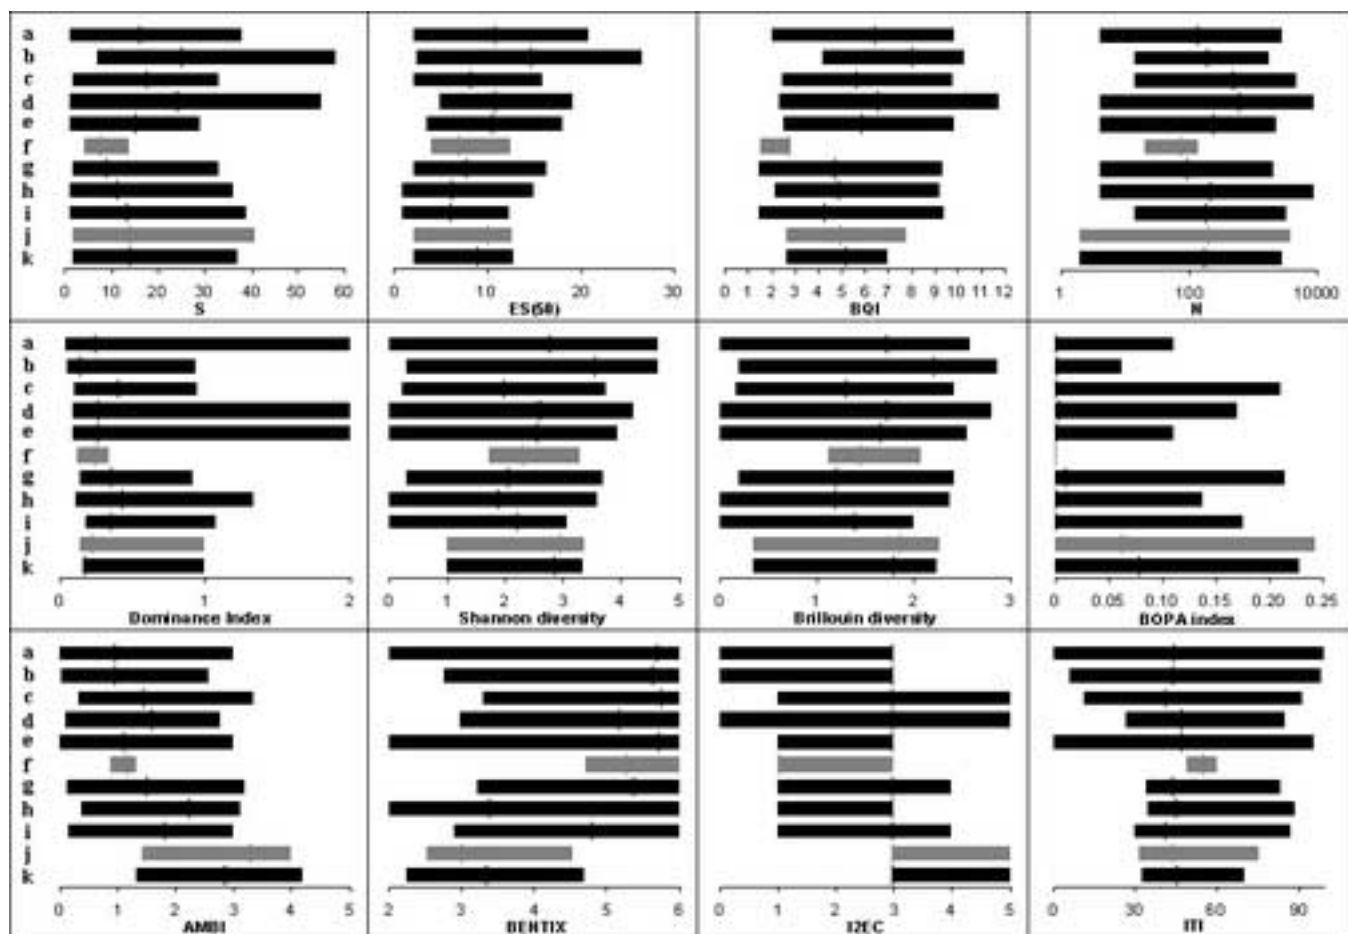 a
b
c
d
e
f
g
h
i
j
k
0 10 20 30 40 50 60
S
0 10 20 30
ES(50)
0 1 2 3 4 5 6 7 8 9 10 11 12
BQI
1 100 10000
N
a
b
c
d
e
f
g
h
i
j
k
0 1 2
Dominance Index
0 1 2 3 4 5
Shannon diversity
0 1 2 3
Brillouin diversity
0 0.05 0.10 0.15 0.20 0.25
BOPA index
a
b
c
d
e
f
g
h
i
j
k
0 1 2 3 4 5
AMBI
2 3 4 5 6
BENTIX
0 1 2 3 4 5
I2EC
0 30 60 90
ITI